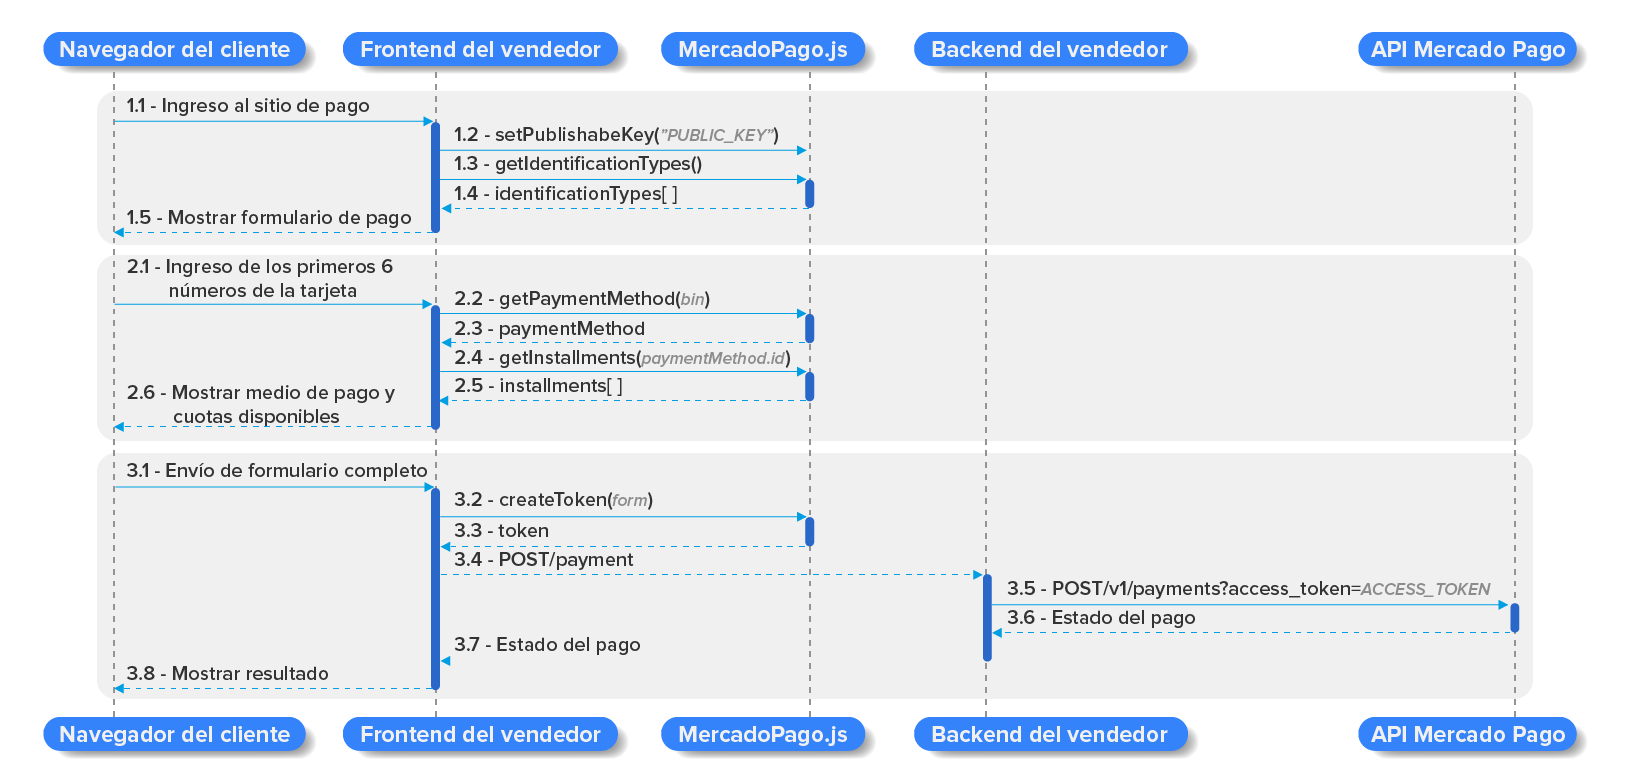 Navegador del cliente
Frontend del vendedor
MercadoPago.js
Backend del vendedor
API Mercado Pago
1.1 - Ingreso al sitio de pago
1.2 - setPublishabeKey("PUBLIC_KEY")
1.3 - getIdentificationTypes()
1.4 - identificationTypes[ ]
1.5 - Mostrar formulario de pago
2.1 - Ingreso de los primeros 6
números de la tarjeta
2.2 - getPaymentMethod(bin)
2.3 - paymentMethod
2.4 - getInstallments(paymentMethod.id)
2.5 - installments[ ]
2.6 - Mostrar medio de pago y
cuotas disponibles
3.1 - Envío de formulario completo
3.2 - createToken(form)
3.3 - token
3.4 - POST/payment
3.5 - POST/v1/payments?access_token=ACCESS_TOKEN
3.6 - Estado del pago
3.7 - Estado del pago
3.8 - Mostrar resultado
Navegador del cliente
Frontend del vendedor
MercadoPago.js
Backend del vendedor
API Mercado Pago